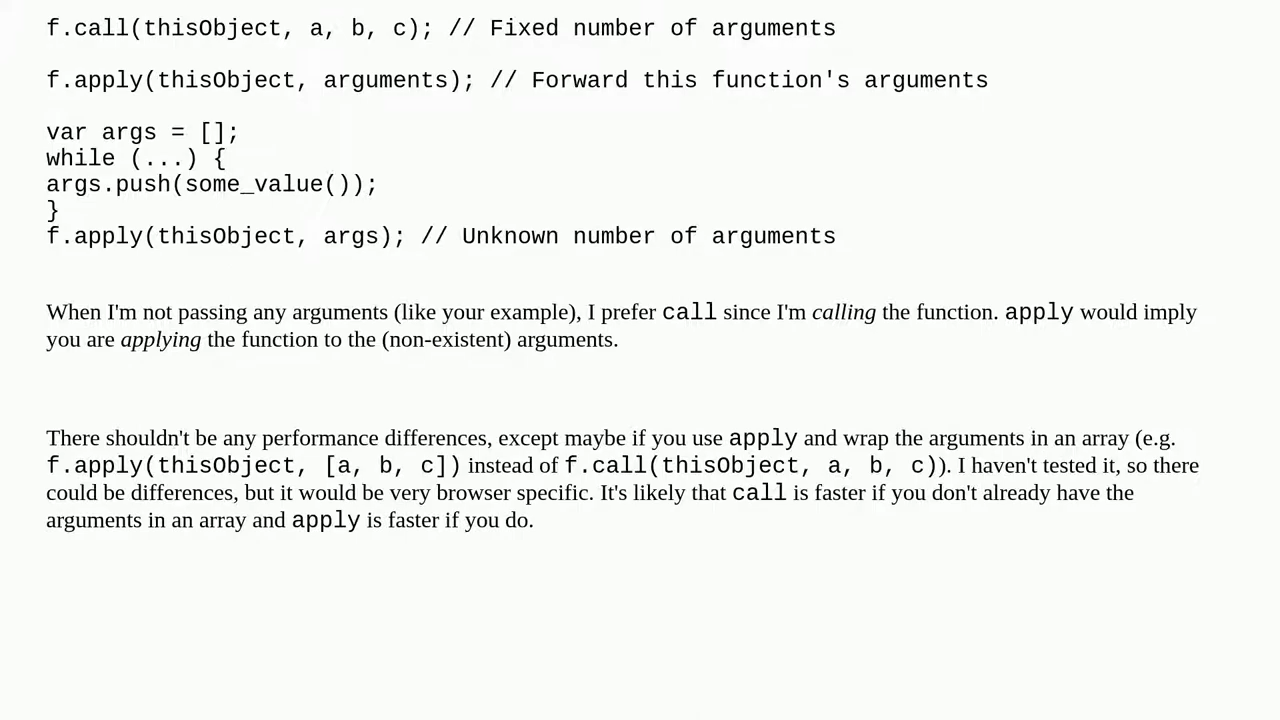 f.call(thisObject, a, b, c); // Fixed number of arguments
f.apply(thisObject, arguments); // Forward this function's arguments
var args = [];
while (...) {
args.push(some_value());
}
f.apply(thisObject, args); // Unknown number of arguments
When I'm not passing any arguments (like your example), I prefer call since I'm calling the function. apply would imply
you are applying the function to the (non-existent) arguments.
There shouldn't be any performance differences, except maybe if you use apply and wrap the arguments in an array (e.g.
f.apply(thisObject, [a, b, c]) instead of f.call(thisObject, a, b, c)). I haven't tested it, so there
could be differences, but it would be very browser specific. It's likely that call is faster if you don't already have the
arguments in an array and apply is faster if you do.